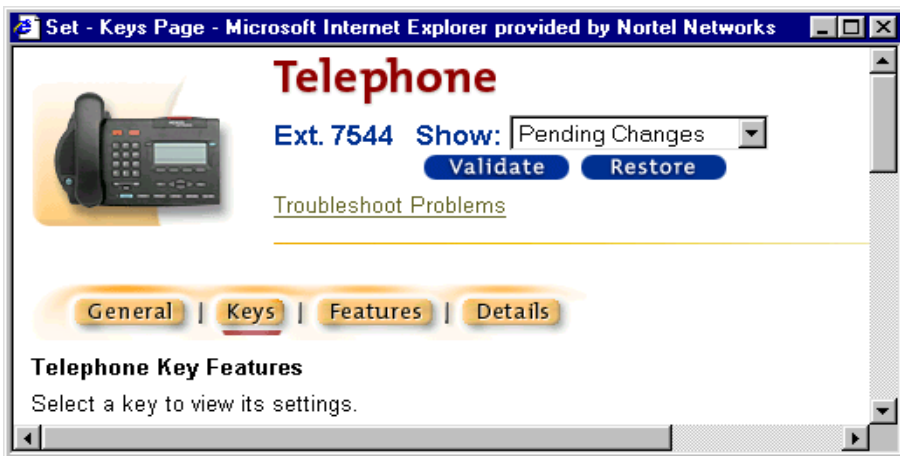 Set - Keys Page - Microsoft Internet Explorer provided by Nortel Networks
Telephone
Ext. 7544 Show: Pending Changes
Validate Restore
Troubleshoot Problems
General | Keys | Features | Details
Telephone Key Features
Select a key to view its settings.